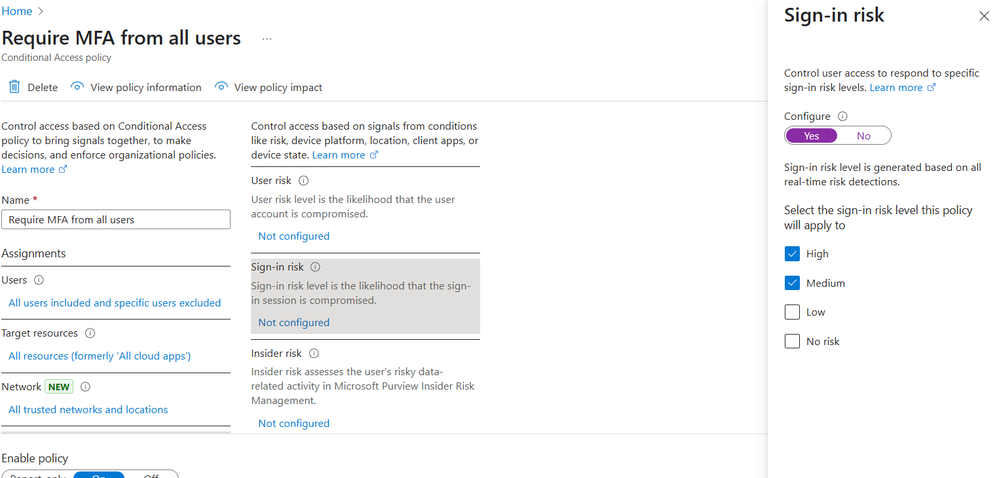 Home
Require MFA from all users ...
Conditional Access policy
Delete View policy information View policy impact
Control access based on Conditional Access
policy to bring signals together, to make
decisions, and enforce organizational policies.
Learn more
Name *
Require MFA from all users
Assignments
Users
All users included and specific users excluded
Target resources
All resources (formerly 'All cloud apps')
Network NEW
All trusted networks and locations
Enable policy
Report-only On Off
Control access based on signals from conditions
like risk, device platform, location, client apps, or
device state. Learn more
User risk
User risk level is the likelihood that the user
account is compromised.
Not configured
Sign-in risk
Sign-in risk level is the likelihood that the sign-
in session is compromised.
Not configured
Insider risk
Insider risk assesses the user's risky data-
related activity in Microsoft Purview Insider Risk
Management.
Not configured
Sign-in risk
Control user access to respond to specific
sign-in risk levels. Learn more
Configure
Yes No
Sign-in risk level is generated based on all
real-time risk detections.
Select the sign-in risk level this policy
will apply to
High
Medium
Low
No risk